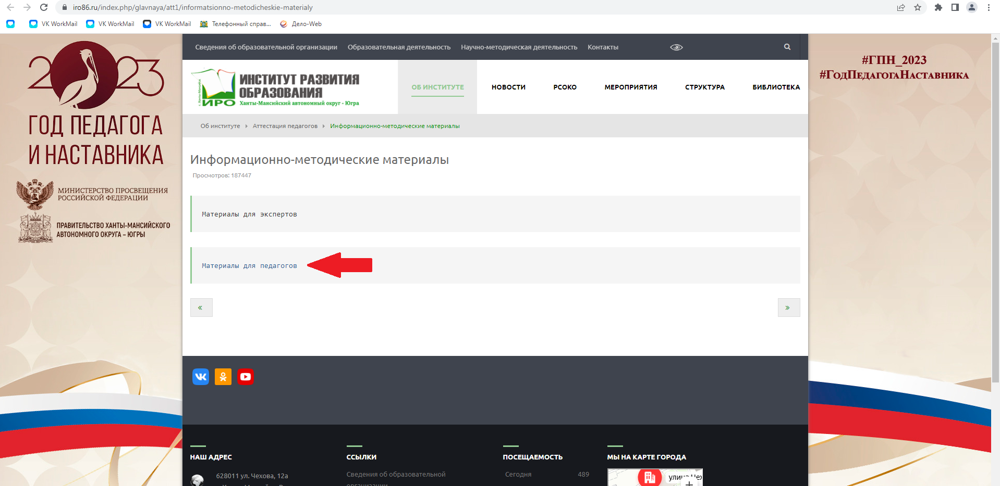 iro86.ru/index.php/glavnaya/att1/informatsionno-metodicheskie-materialy
VK WorkMail
VK WorkMail
VK WorkMail
Телефонный справ...
Дело-Web
2023
ГОД ПЕДАГОГА
И НАСТАВНИКА
МИНИСТЕРСТВО ПРОСВЕЩЕНИЯ
РОССИЙСКОЙ ФЕДЕРАЦИИ
ПРАВИТЕЛЬСТВО ХАНТЫ-МАНСИЙСКОГО
АВТОНОМНОГО ОКРУГА – ЮГРЫ
Сведения об образовательной организации
Образовательная деятельность
Научно-методическая деятельность
Контакты
ИНСТИТУТ РАЗВИТИЯ
ОБРАЗОВАНИЯ
Ханты-Мансийский автономный округ - Югра
г. Ханты-Мансийск
ИРО
ОБ ИНСТИТУТЕ
НОВОСТИ
РСОКО
МЕРОПРИЯТИЯ
СТРУКТУРА
БИБЛИОТЕКА
Об институте
Аттестация педагогов
Информационно-методические материалы
Информационно-методические материалы
Просмотров: 187447
Материалы для экспертов
Материалы для педагогов
«
»
НАШ АДРЕС
628011 ул. Чехова, 12а
ССЫЛКИ
Сведения об образовательной
организации
ПОСЕЩАЕМОСТЬ
Сегодня 489
МЫ НА КАРТЕ ГОРОДА
улица Чех
#ГПН_2023
#ГодПедагогаНаставника